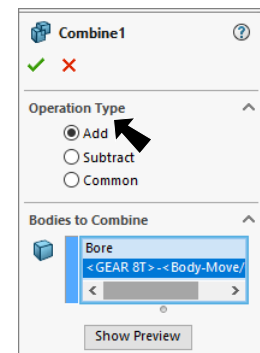 Combine1
Operation Type
Add
Subtract
Common
Bodies to Combine
Bore
<GEAR 8T>-<Body-Move/
Show Preview